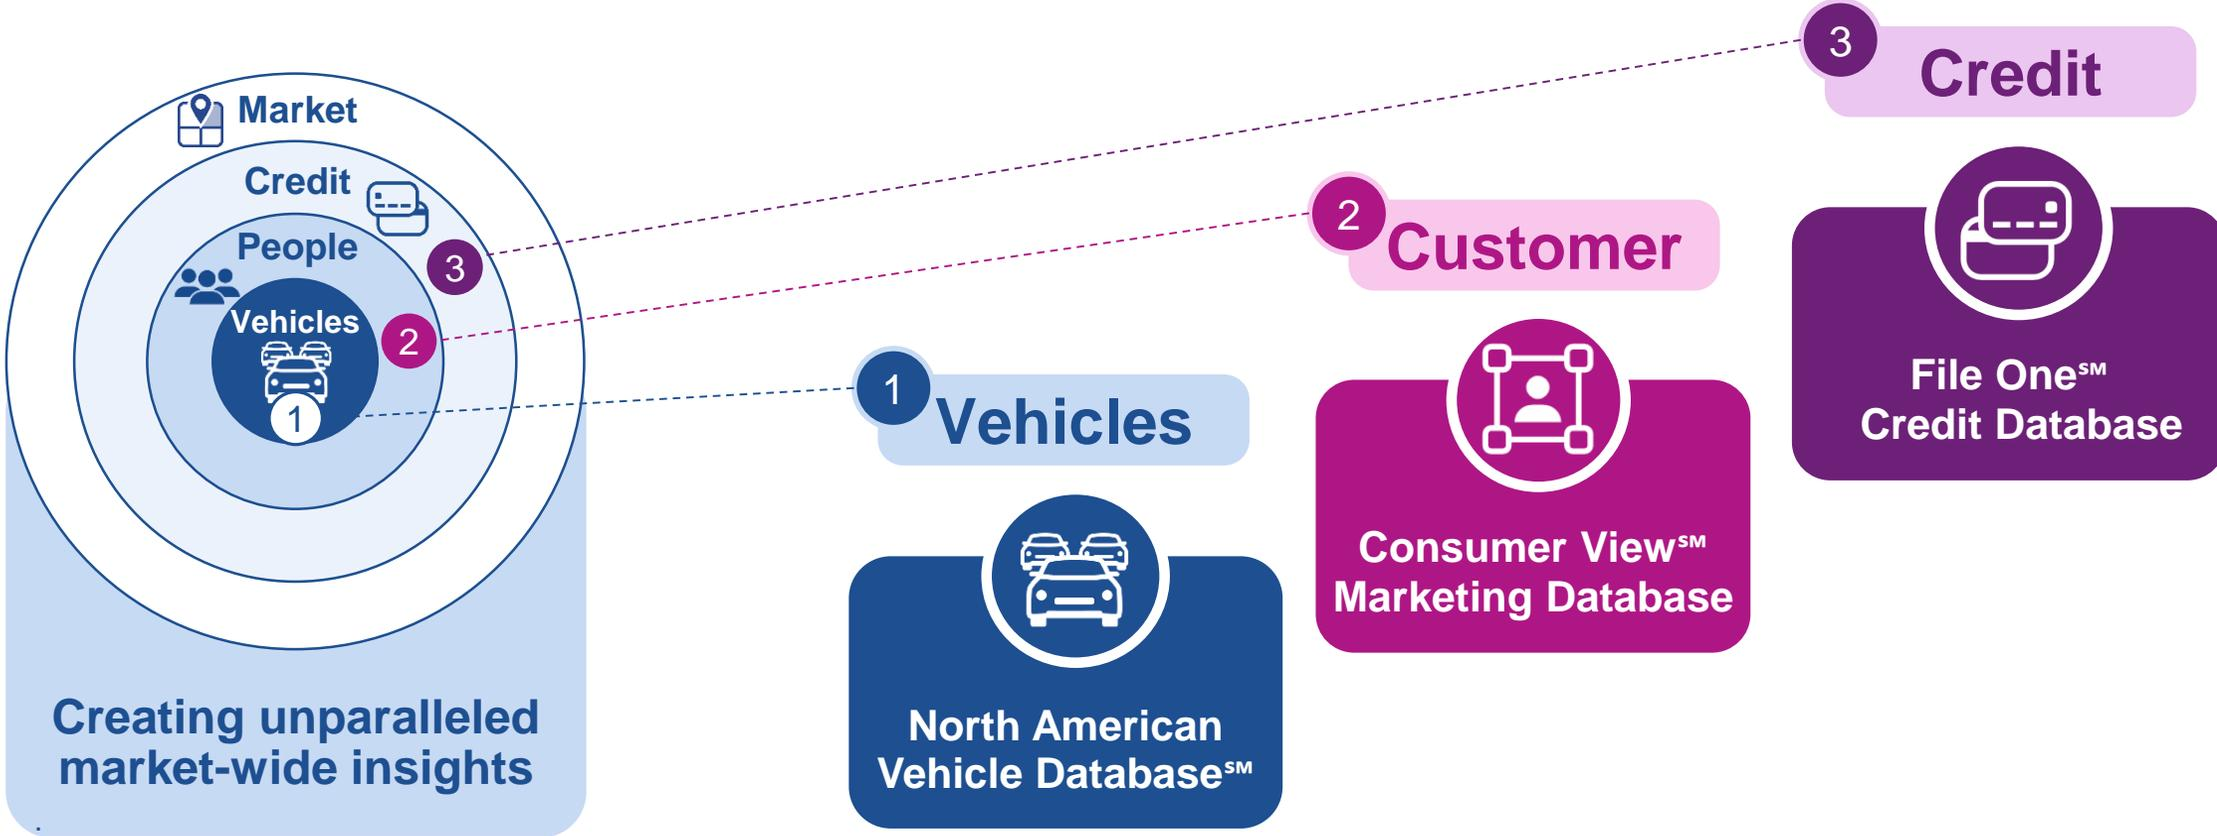 Market
Credit
People
Vehicles
1
2
3
Creating unparalleled
market-wide insights
.
1
Vehicles
North American
Vehicle Database℠
2
Customer
Consumer View℠
Marketing Database
3
Credit
File One℠
Credit Database